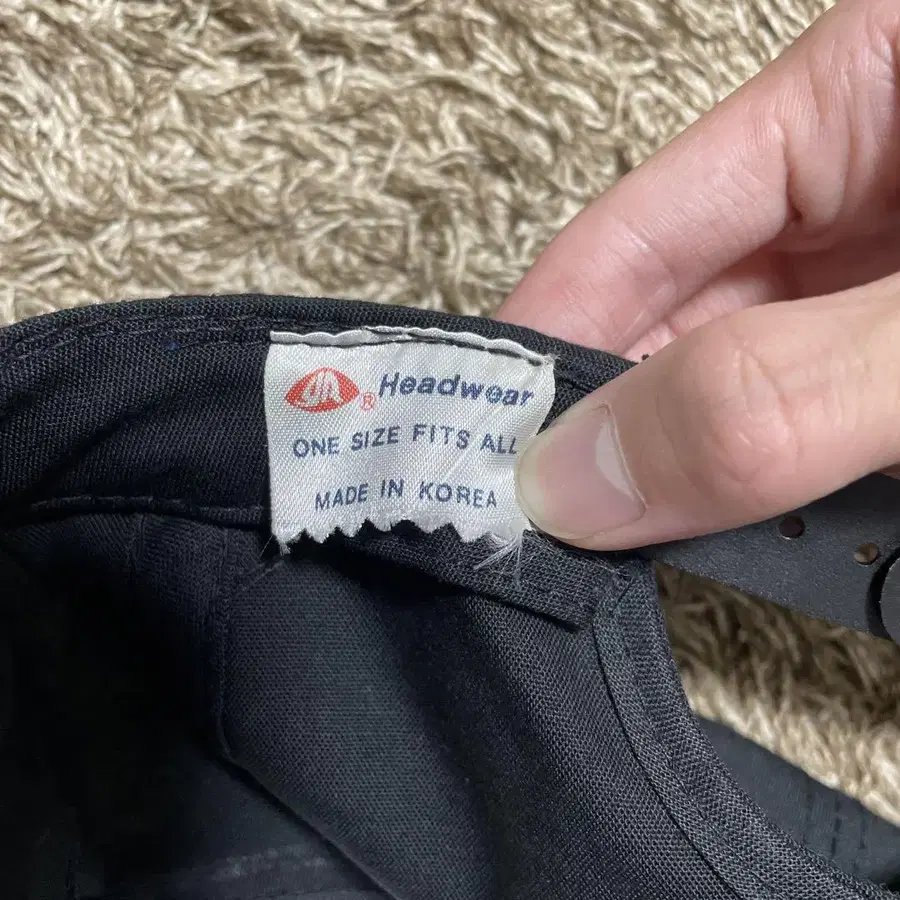 ® Headwear
ONE SIZE FITS ALL
MADE IN KOREA